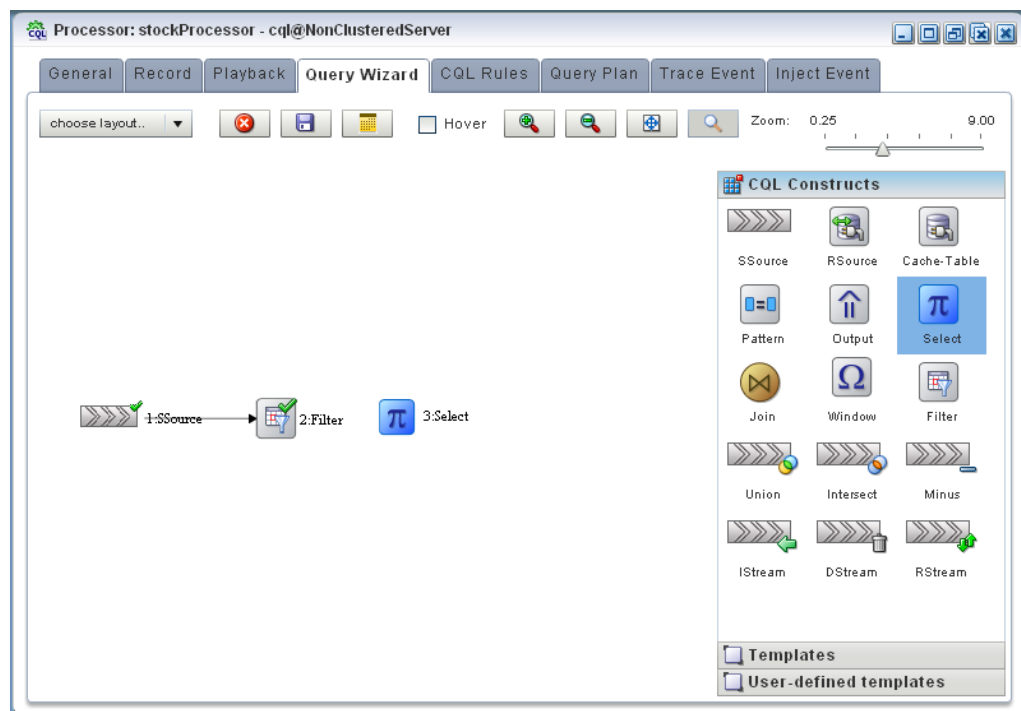 Processor: stockProcessor - cql@NonClusteredServer
General Record Playback Query Wizard CQL Rules Query Plan Trace Event Inject Event
choose layout.. Hover Zoom: 0.25 9.00
CQL Constructs
SSource RSource Cache-Table
Pattern Output Select
Join Window Filter
1:SSource 2:Filter 3:Select
Union Intersect Minus
IStream DStream RStream
Templates
User-defined templates